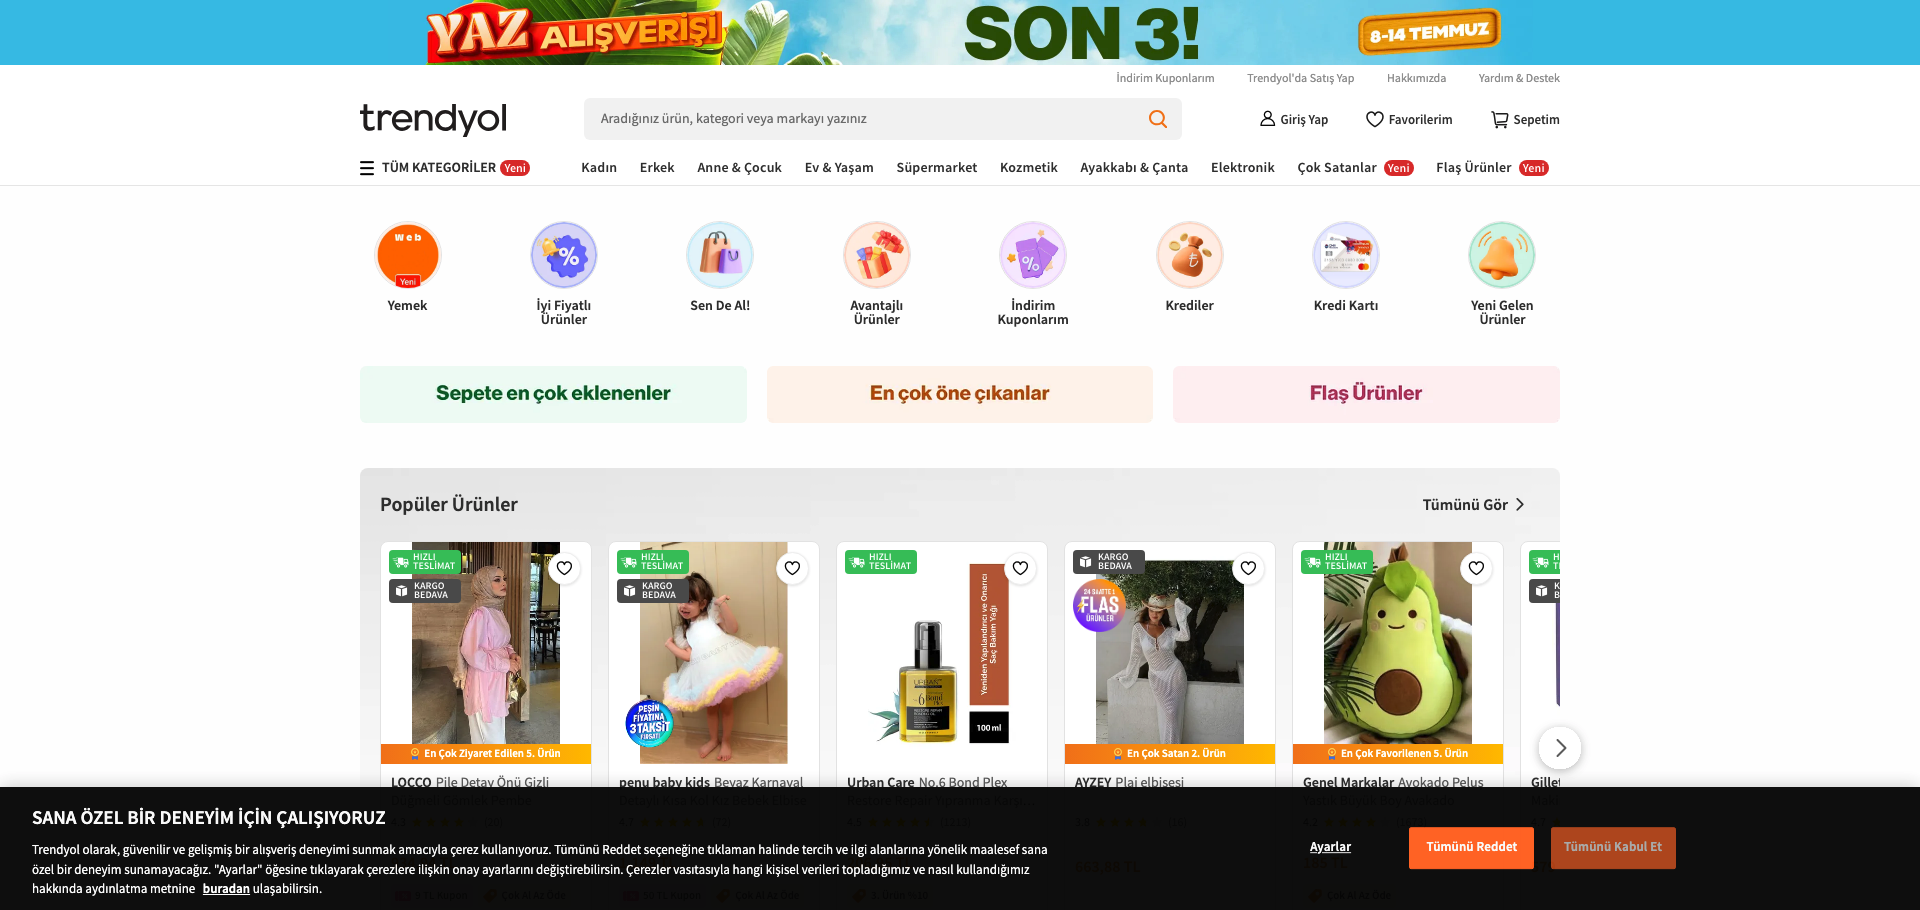 YAZ ALIŞVERİŞİ
SON 3!
8-14 TEMMUZ
İndirim Kuponlarım
Trendyol'da Satış Yap
Hakkımızda
Yardım & Destek
trendyol
Aradığınız ürün, kategori veya markayı yazınız
Giriş Yap
Favorilerim
Sepetim
TÜM KATEGORİLER Yeni
Kadın
Erkek
Anne & Çocuk
Ev & Yaşam
Süpermarket
Kozmetik
Ayakkabı & Çanta
Elektronik
Çok Satanlar Yeni
Flaş Ürünler Yeni
Web
Yeni
Yemek
%
İyi Fiyatlı
Ürünler
Sen De Al!
Avantajlı
Ürünler
%
İndirim
Kuponlarım
Krediler
Kredi Kartı
Yeni Gelen
Ürünler
Sepete en çok eklenenler
En çok öne çıkanlar
Flaş Ürünler
Popüler Ürünler
Tümünü Gör
HIZLI
TESLİMAT
KARGO
BEDAVA
En Çok Ziyaret Edilen 5. Ürün
LOCCO Pile Detay Önü Gizli
HIZLI
TESLİMAT
KARGO
BEDAVA
PEŞİN
FİYATINA
3 TAKSİT
FIRSATI
penu baby kids Beyaz Karnaval
HIZLI
TESLİMAT
Yeniden Yapılandırıcı ve Onarıcı
Saç Bakım Yağı
URBAN
100 ml
Urban Care No.6 Bond Plex
KARGO
BEDAVA
24 SAATTE
FLAŞ
ÜRÜNLER
En Çok Satan 2. Ürün
AYZEY Plaj elbisesi
HIZLI
TESLİMAT
En Çok Favorilenen 5. Ürün
Genel Markalar Avokado Peluş
SANA ÖZEL BİR DENEYİM İÇİN ÇALIŞIYORUZ
Trendyol olarak, güvenilir ve gelişmiş bir alışveriş deneyimi sunmak amacıyla çerez kullanıyoruz. Tümünü Reddet seçeneğine tıklaman halinde tercih ve ilgi alanlarına yönelik maalesef sana
özel bir deneyim sunamayacağız. "Ayarlar" öğesine tıklayarak çerezlere ilişkin onay ayarlarını değiştirebilirsin. Çerezler vasıtasıyla hangi kişisel verileri topladığımız ve nasıl kullandığımız
hakkında aydınlatma metnine buradan ulaşabilirsin.
Ayarlar
Tümünü Reddet
Tümünü Kabul Et